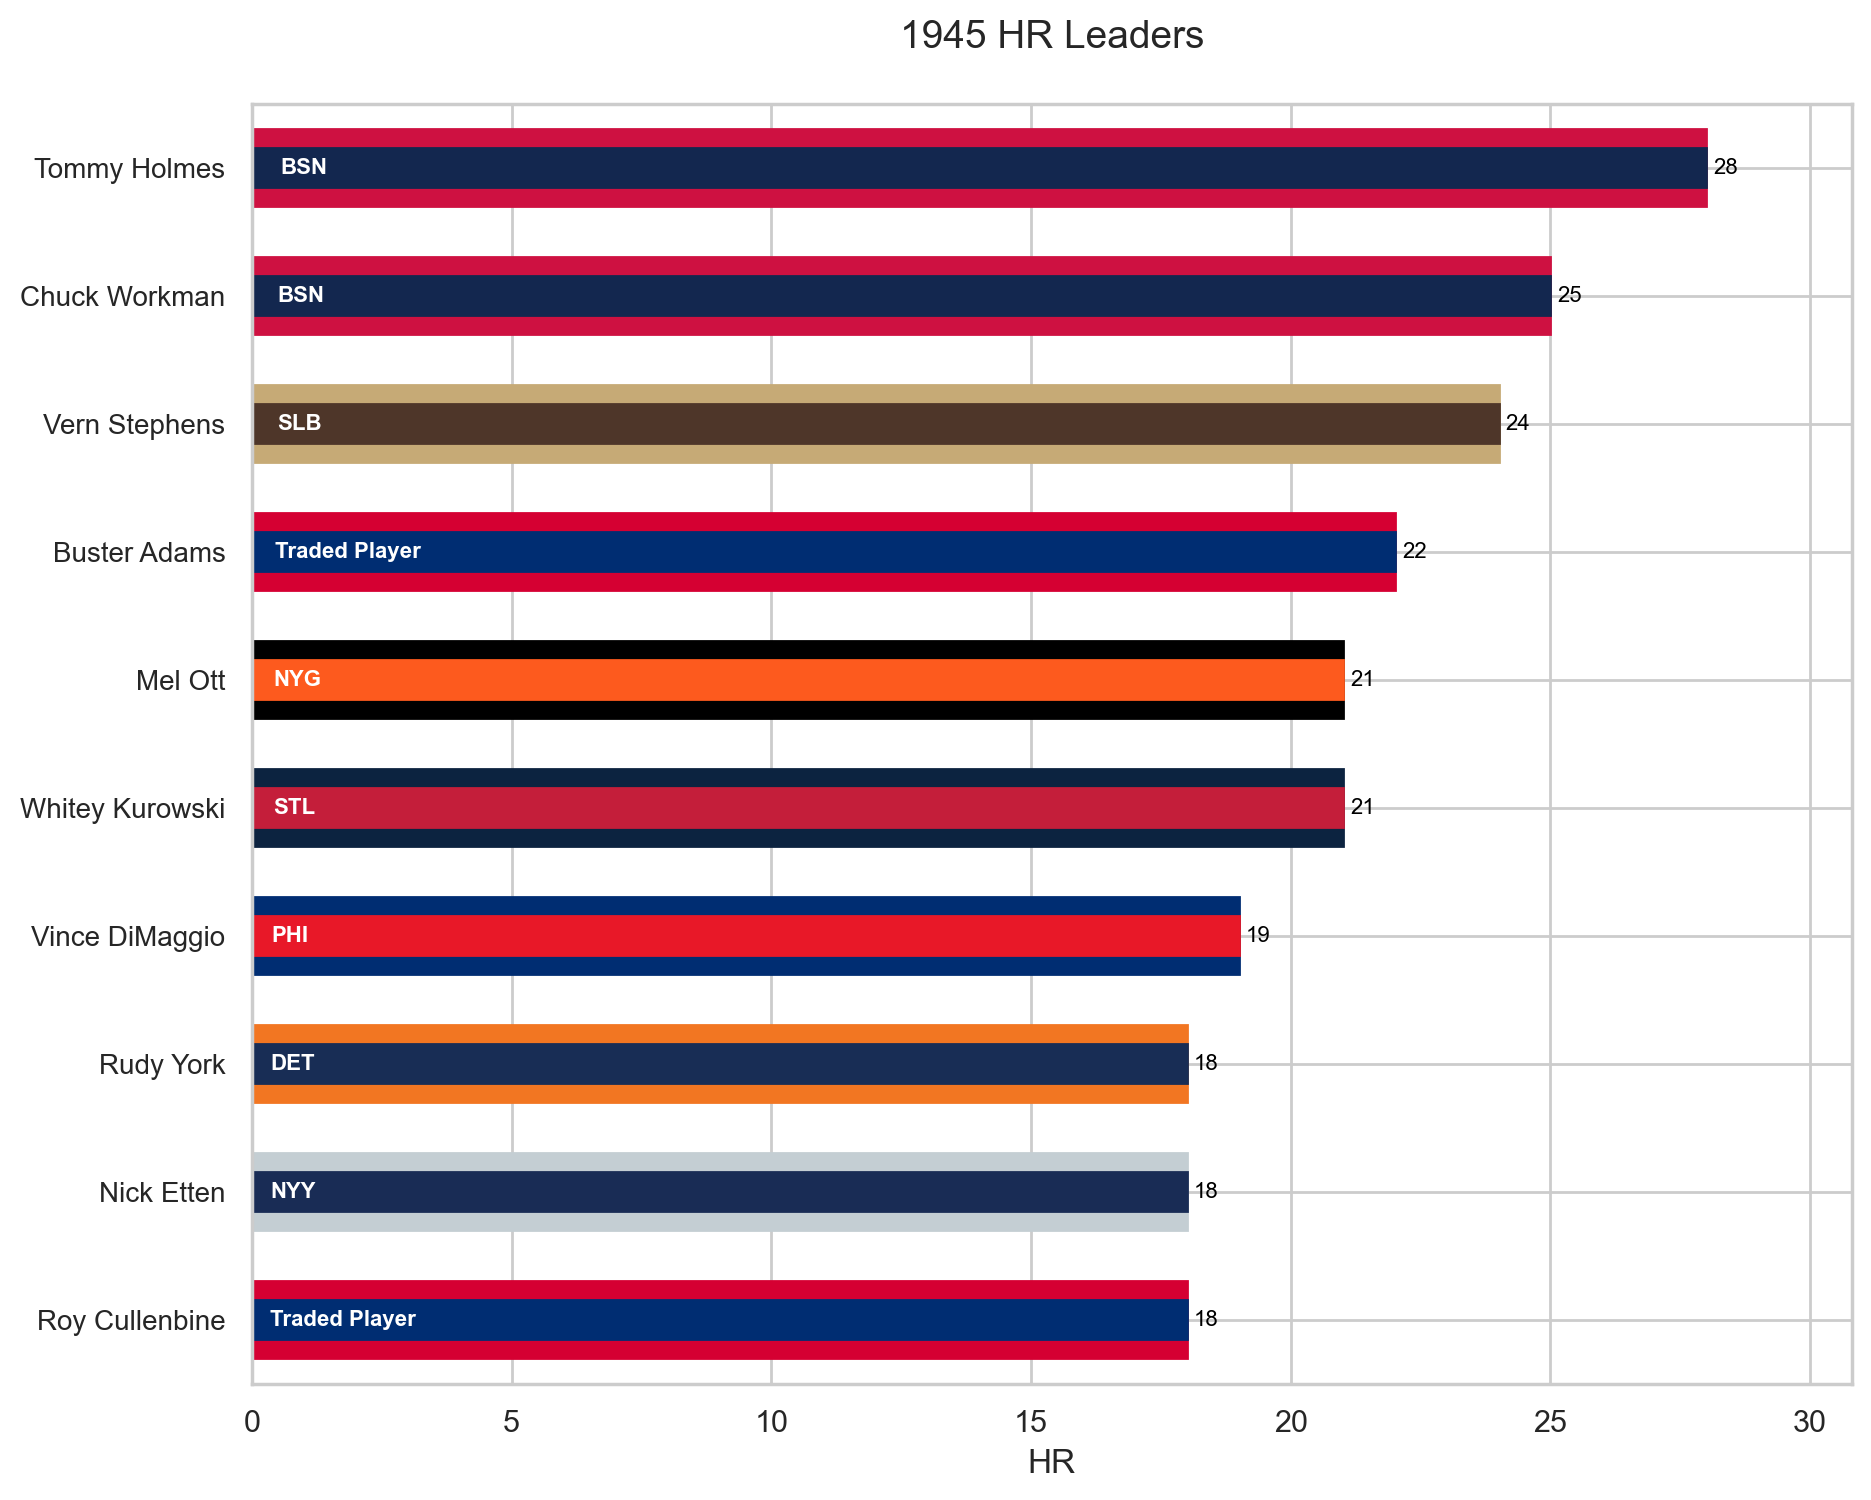 1945 HR Leaders
Tommy Holmes
BSN
28
Chuck Workman
BSN
25
Vern Stephens
SLB
24
Buster Adams
Traded Player
22
Mel Ott
NYG
21
Whitey Kurowski
STL
21
Vince DiMaggio
PHI
19
Rudy York
DET
18
Nick Etten
NYY
18
Roy Cullenbine
Traded Player
18
0 5 10 15 20 25 30
HR